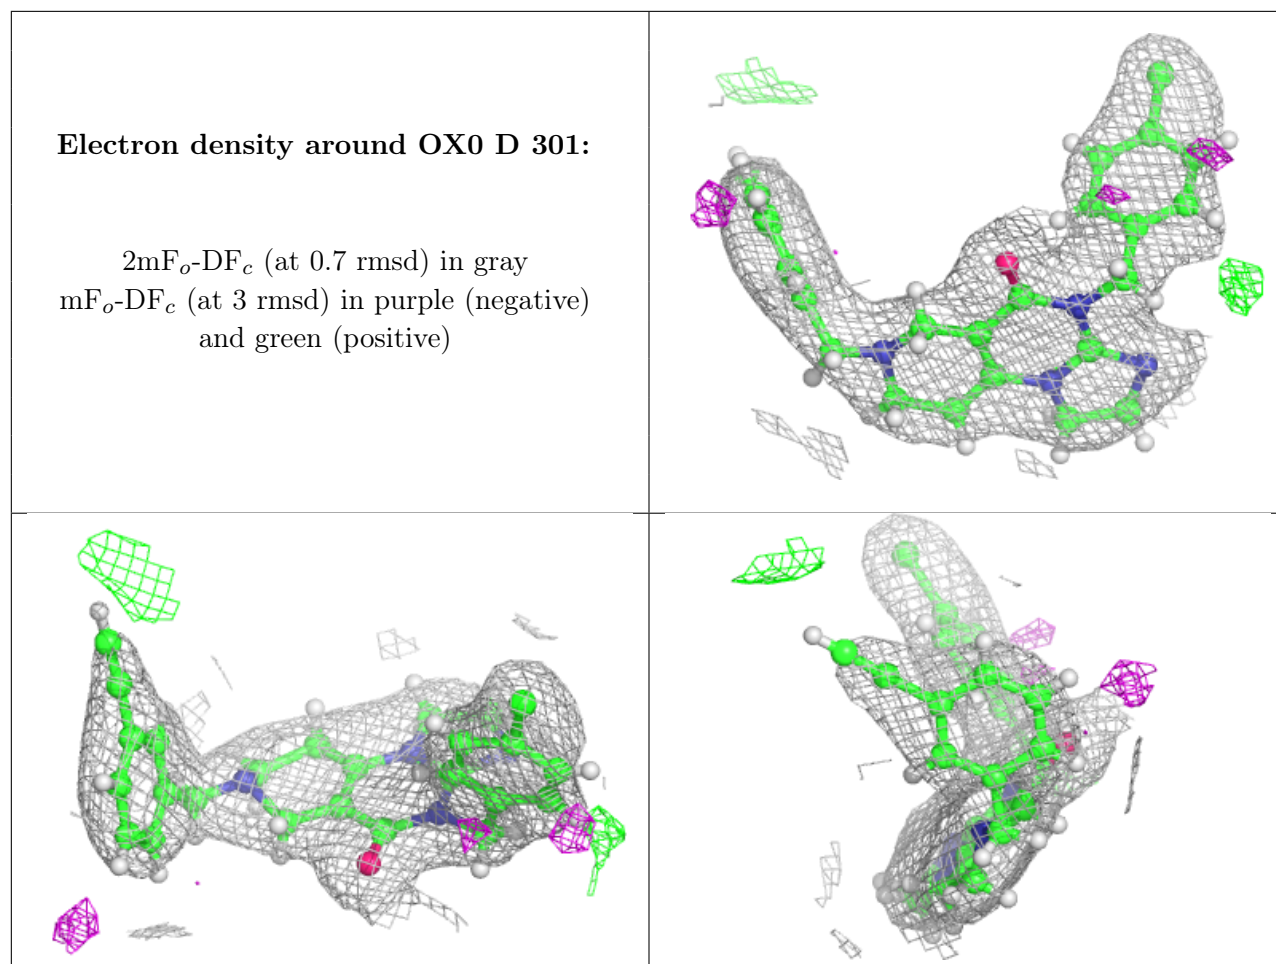 Electron density around OX0 D 301:
2mFo-DFc (at 0.7 rmsd) in gray
mFo-DFc (at 3 rmsd) in purple (negative)
and green (positive)